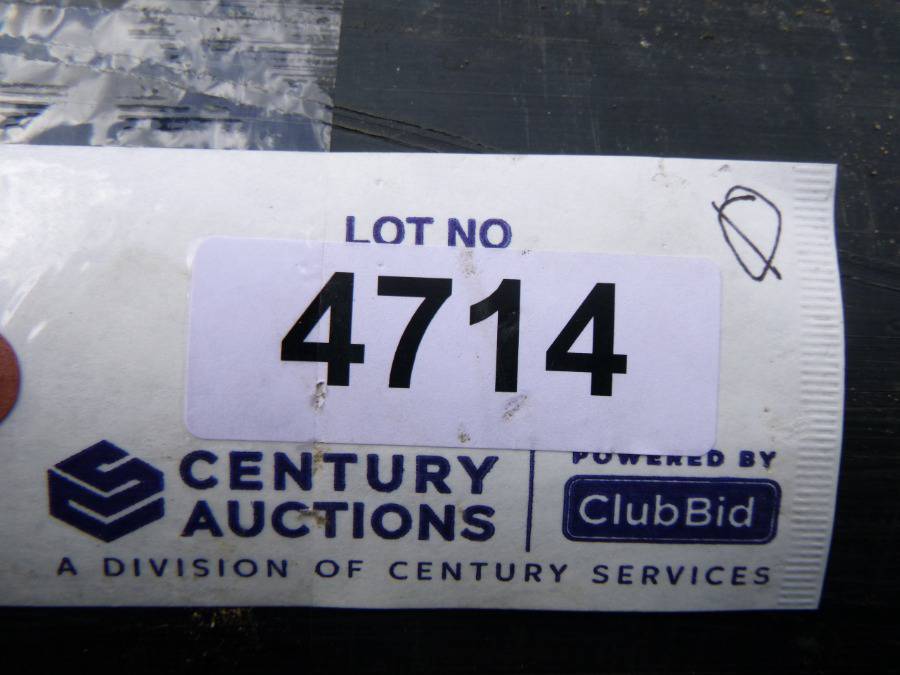 LOT NO
4714
CENTURY
AUCTIONS
POWERED BY
ClubBid
A DIVISION OF CENTURY SERVICES